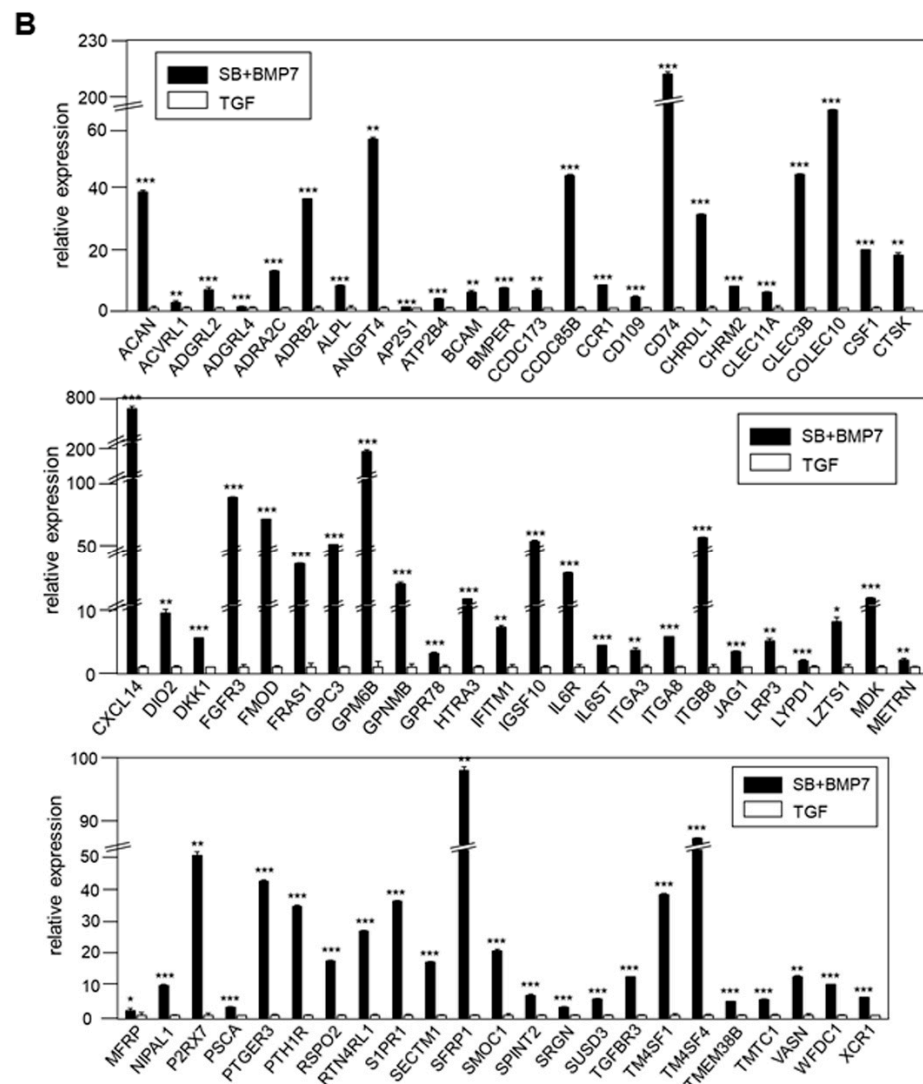 B
230
200
60
40
20
0
relative expression
SB+BMP7
TGF
***
**
***
***
***
***
***
**
***
***
**
***
**
***
***
***
***
***
***
***
***
***
***
**
ACAN
ACVRL1
ADGRL2
ADGRL4
ADRA2C
ADRB2
ALPL
ANGPT4
AP2S1
ATP2B4
BCAM
BMPER
CCDC173
CCDC85B
CCR1
CD109
CD74
CHRDL1
CHRM2
CLEC11A
CLEC3B
COLEC10
CSF1
CTSK
800
200
100
50
10
0
relative expression
SB+BMP7
TGF
***
**
***
***
***
***
***
***
***
***
***
**
***
***
***
**
***
***
***
**
***
*
***
**
CXCL14
DIO2
DKK1
FGFR3
FMOD
FRAS1
GPC3
GPM6B
GPNMB
GPR78
HTRA3
IFITM1
IGSF10
IL6R
IL6ST
ITGA3
ITGA8
ITGB8
JAG1
LRP3
LYPD1
LZTS1
MDK
METRN
100
90
50
40
30
20
10
0
relative expression
SB+BMP7
TGF
*
***
**
***
***
***
***
***
***
***
**
***
***
***
***
***
***
***
***
***
**
***
***
MFRP
NIPAL1
P2RX7
PSCA
PTGER3
PTH1R
RSPO2
RTN4RL1
S1PR1
SECTM1
SFRP1
SMOC1
SPINT2
SRGN
SUSD3
TGFBR3
TM4SF1
TM4SF4
TMEM38B
TMTC1
VASN
WFDC1
XCR1